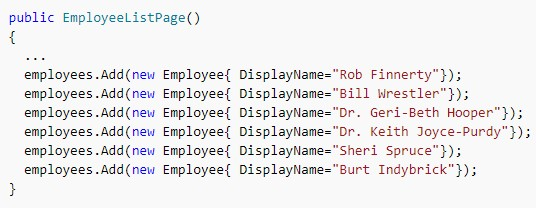 public EmployeeListPage()
{
  ...
  employees.Add(new Employee{ DisplayName="Rob Finnerty"});
  employees.Add(new Employee{ DisplayName="Bill Wrestler"});
  employees.Add(new Employee{ DisplayName="Dr. Geri-Beth Hooper"});
  employees.Add(new Employee{ DisplayName="Dr. Keith Joyce-Purdy"});
  employees.Add(new Employee{ DisplayName="Sheri Spruce"});
  employees.Add(new Employee{ DisplayName="Burt Indybrick"});
}